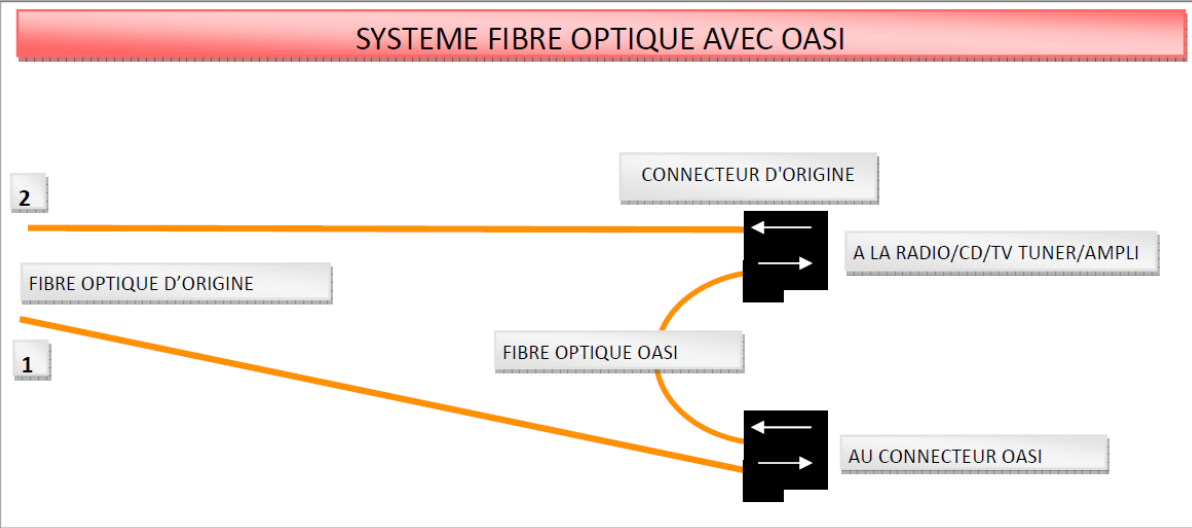 SYSTEME FIBRE OPTIQUE AVEC OASI
CONNECTEUR D'ORIGINE
2
A LA RADIO/CD/TV TUNER/AMPLI
FIBRE OPTIQUE D’ORIGINE
FIBRE OPTIQUE OASI
1
AU CONNECTEUR OASI